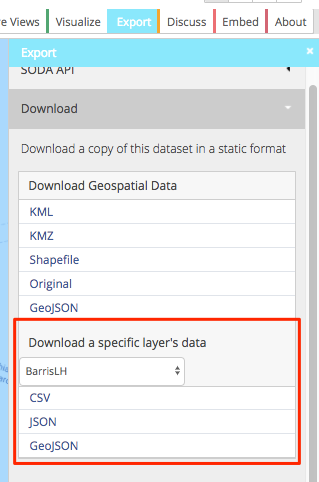 re Views Visualize Export Discuss Embed About
Export ×
SODA API
Download
Download a copy of this dataset in a static format
Download Geospatial Data
KML
KMZ
Shapefile
Original
GeoJSON
Download a specific layer's data
BarrisLH
CSV
JSON
GeoJSON